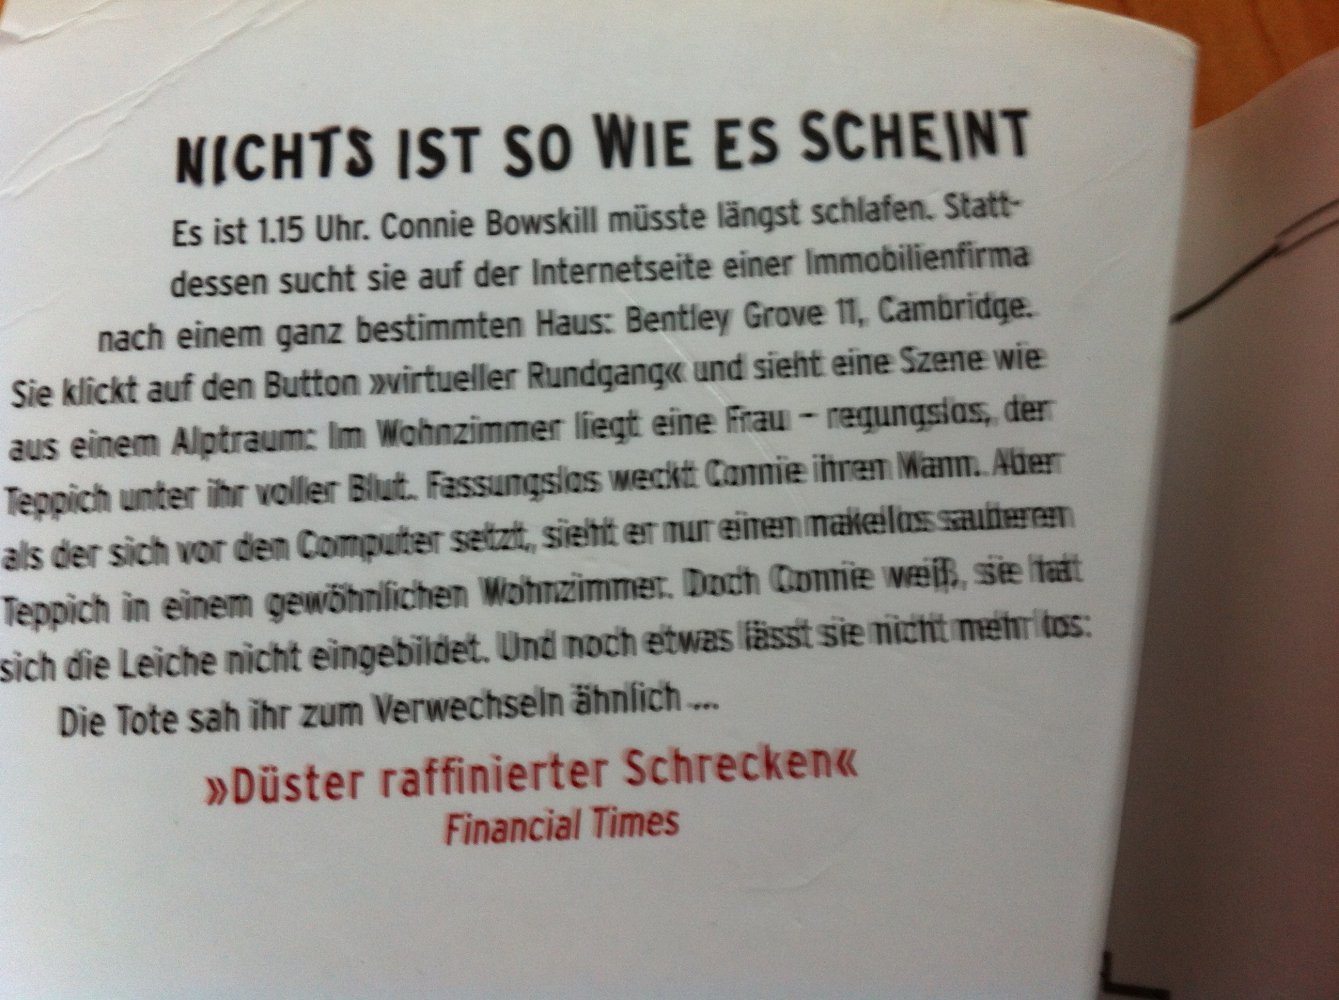 NICHTS IST SO WIE ES SCHEINT
Es ist 1.15 Uhr. Connie Bowskill müsste längst schlafen. Statt-
dessen sucht sie auf der Internetseite einer Immobilienfirma
nach einem ganz bestimmten Haus: Bentley Grove 11, Cambridge.
Sie klickt auf den Button »virtueller Rundgang« und sieht eine Szene wie
aus einem Alptraum: Im Wohnzimmer liegt eine Frau – regungslos, der
Teppich unter ihr voller Blut. Fassungslos weckt Connie ihren Mann. Aber
als der sich vor den Computer setzt, sieht er nur einen makellos sauberen
Teppich in einem gewöhnlichen Wohnzimmer. Doch Connie weiß, sie hat
sich die Leiche nicht eingebildet. Und noch etwas lässt sie nicht mehr los:
Die Tote sah ihr zum Verwechseln ähnlich ...
»Düster raffinierter Schrecken«
Financial Times